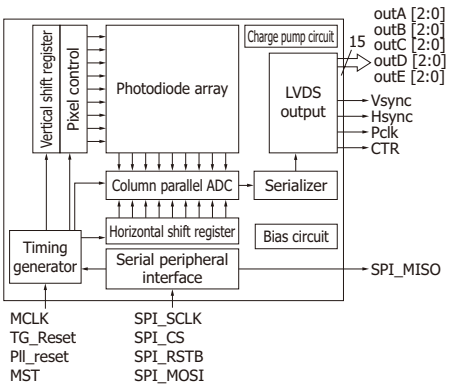 Vertical shift register
Pixel control
Photodiode array
Charge pump circuit
15
LVDS
output
outA [2:0]
outB [2:0]
outC [2:0]
outD [2:0]
outE [2:0]
Vsync
Hsync
Pclk
CTR
Column parallel ADC
Serializer
Horizontal shift register
Bias circuit
Timing
generator
Serial peripheral
interface
SPI_MISO
MCLK
TG_Reset
Pll_reset
MST
SPI_SCLK
SPI_CS
SPI_RSTB
SPI_MOSI